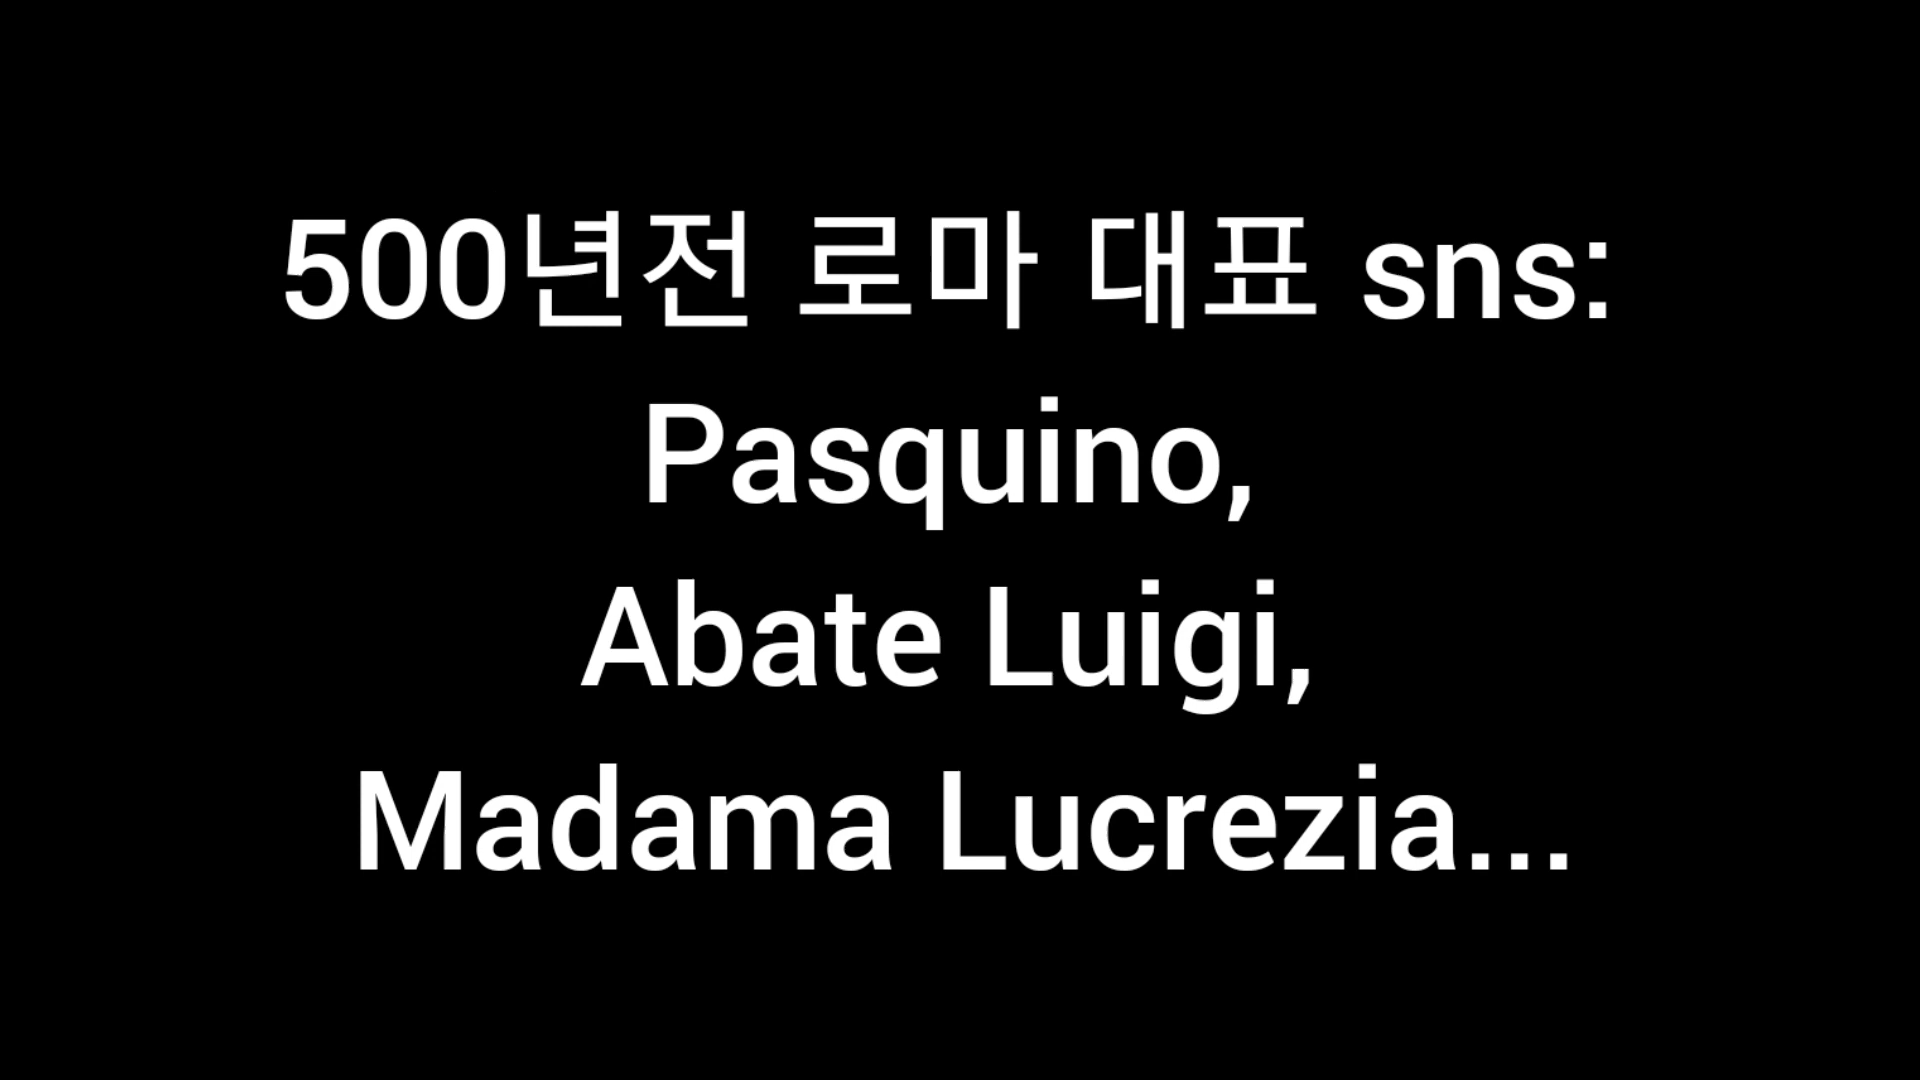 500년전 로마 대표 sns:
Pasquino,
Abate Luigi,
Madama Lucrezia...